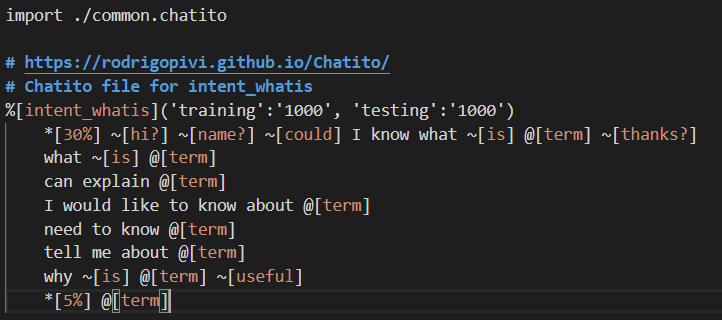 import ./common.chatito
# https://rodrigopivi.github.io/Chatito/
# Chatito file for intent_whatis
%[intent_whatis]('training':'1000', 'testing':'1000')
*[30%] ~[hi?] ~[name?] ~[could] I know what ~[is] @[term] ~[thanks?]
what ~[is] @[term]
can explain @[term]
I would like to know about @[term]
need to know @[term]
tell me about @[term]
why ~[is] @[term] ~[useful]
*[5%] @[term]